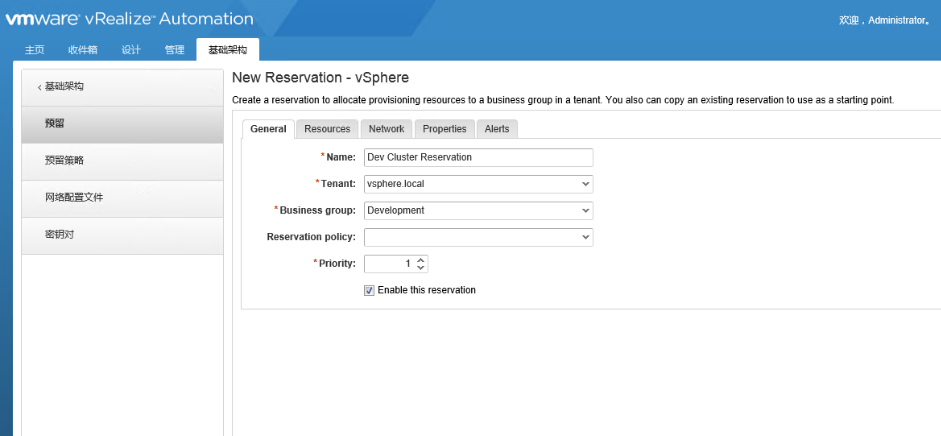 vmware vRealize Automation
欢迎，Administrator。
主页 收件箱 设计 管理 基础架构
‹ 基础架构
预留
预留策略
网络配置文件
密钥对
New Reservation - vSphere
Create a reservation to allocate provisioning resources to a business group in a tenant. You also can copy an existing reservation to use as a starting point.
General Resources Network Properties Alerts
*Name: Dev Cluster Reservation
*Tenant: vsphere.local
*Business group: Development
Reservation policy:
*Priority: 1
Enable this reservation